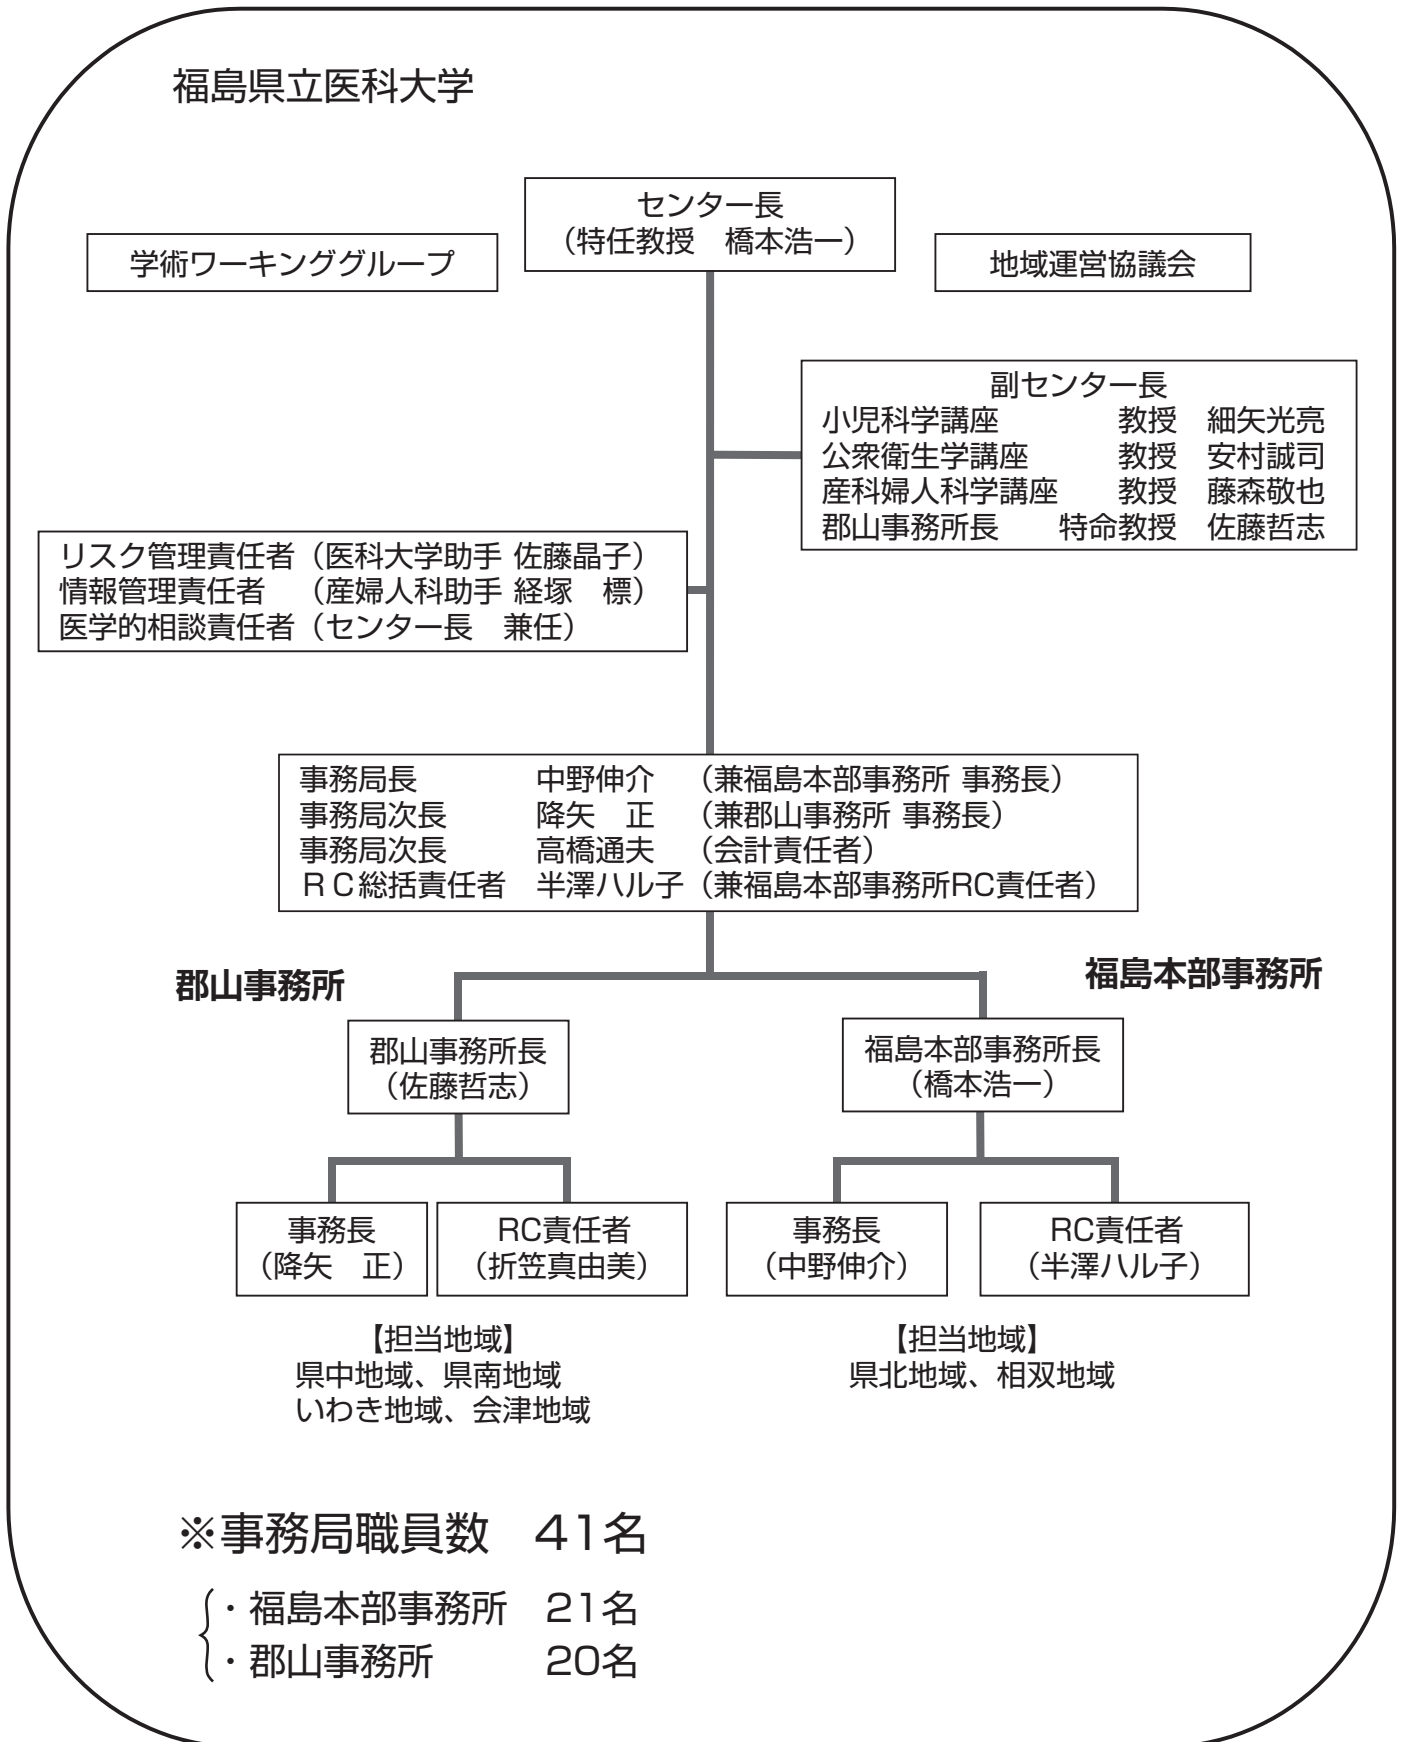 福島県立医科大学
センター長
（特任教授　橋本浩一）
学術ワーキンググループ
地域運営協議会
副センター長
小児科学講座　教授　細矢光亮
公衆衛生学講座　教授　安村誠司
産科婦人科学講座　教授　藤森敬也
郡山事務所長　特命教授　佐藤哲志
リスク管理責任者（医科大学助手 佐藤晶子）
情報管理責任者　（産婦人科助手 経塚　標）
医学的相談責任者（センター長　兼任）
事務局長　中野伸介　（兼福島本部事務所 事務長）
事務局次長　降矢　正　（兼郡山事務所 事務長）
事務局次長　高橋通夫　（会計責任者）
ＲＣ総括責任者　半澤ハル子（兼福島本部事務所RC責任者）
郡山事務所
福島本部事務所
郡山事務所長
（佐藤哲志）
福島本部事務所長
（橋本浩一）
事務長
（降矢　正）
RC責任者
（折笠真由美）
事務長
（中野伸介）
RC責任者
（半澤ハル子）
【担当地域】
県中地域、県南地域
いわき地域、会津地域
【担当地域】
県北地域、相双地域
※事務局職員数　41名
・福島本部事務所　21名
・郡山事務所　20名